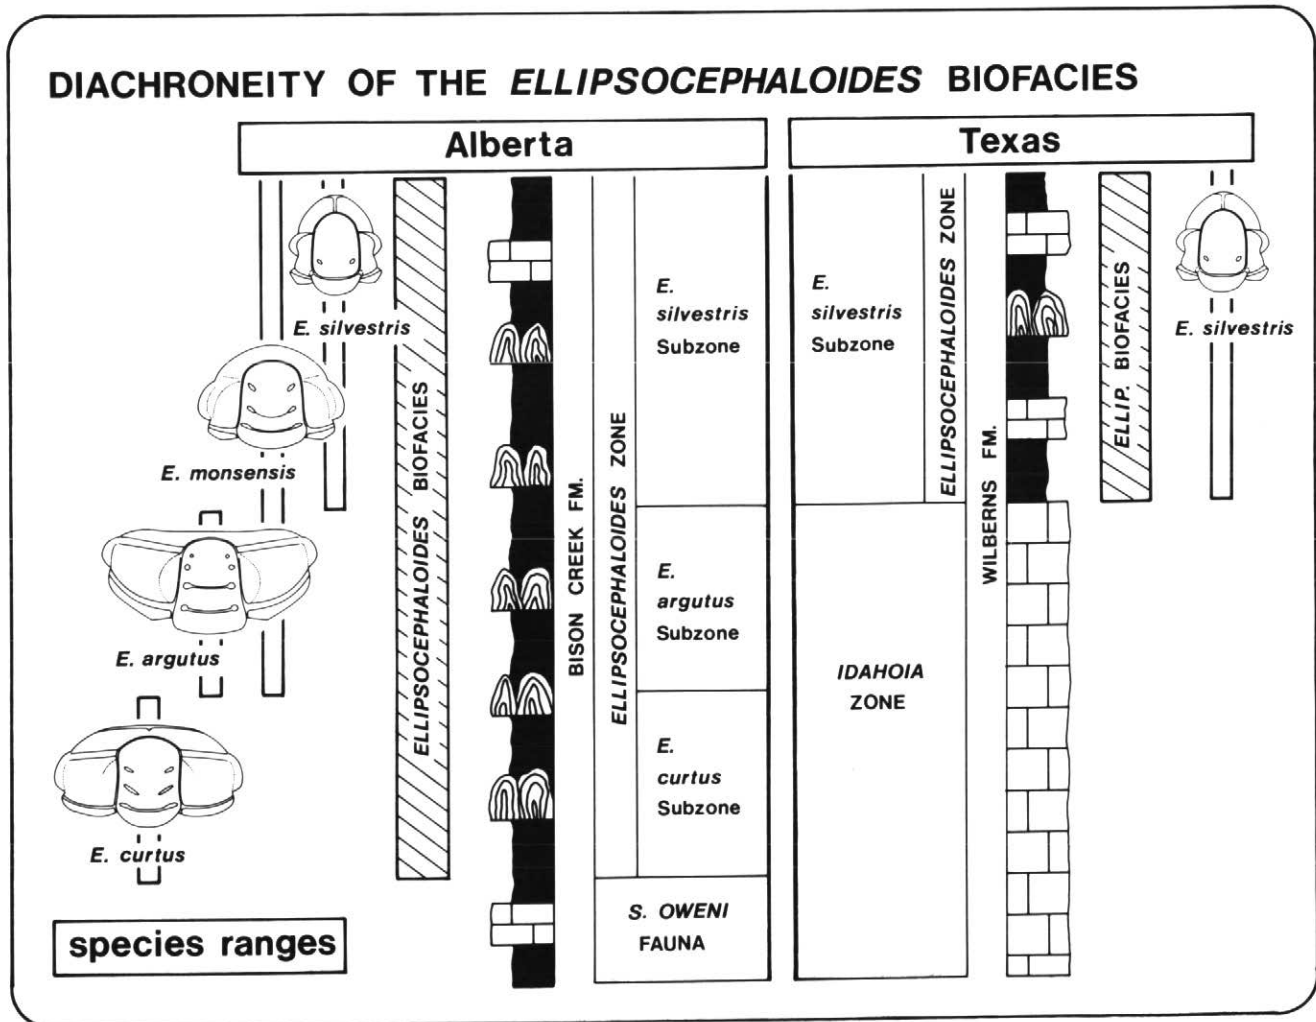 DIACHRONEITY OF THE ELLIPSOCEPHALOIDES BIOFACIES
Alberta
Texas
E. silvestris
E. monsensis
E. argutus
E. curtus
species ranges
ELLIPSOCEPHALOIDES BIOFACIES
BISON CREEK FM.
ELLIPSOCEPHALOIDES ZONE
E.
silvestris
Subzone
E.
argutus
Subzone
E.
curtus
Subzone
S. OWENI
FAUNA
E.
silvestris
Subzone
ELLIPSOCEPHALOIDES ZONE
IDAHOIA
ZONE
WILBERNS FM.
ELLIP. BIOFACIES
E. silvestris